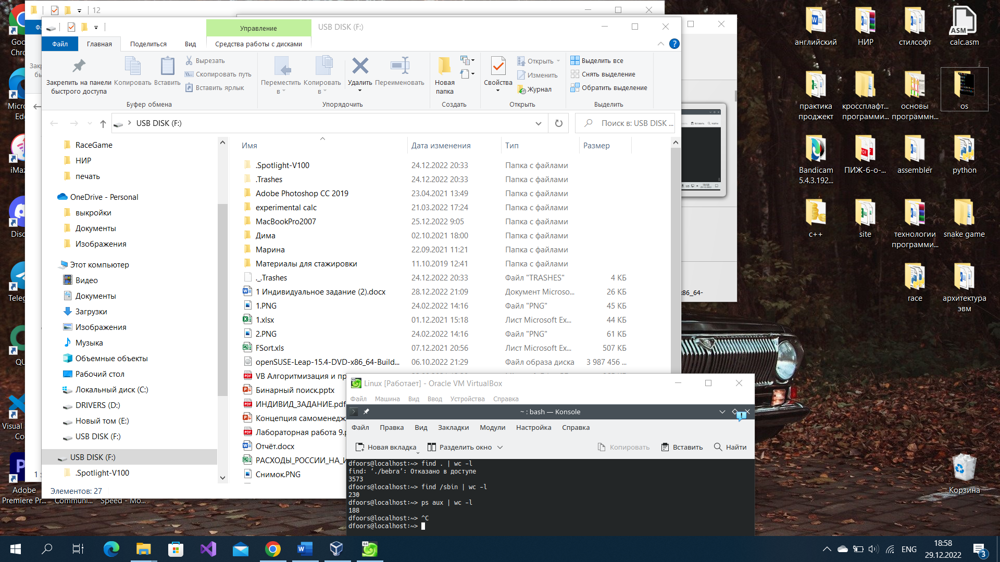 12
Управление
USB DISK (F:)
Файл
Главная
Поделиться
Вид
Средства работы с дисками
Закрепить на панели
быстрого доступа
Копировать
Вставить
Вырезать
Скопировать путь
Вставить ярлык
Буфер обмена
Переместить
в
Копировать
в
Удалить
Переименовать
Упорядочить
Новая
папка
Создать
Свойства
Открыть
Изменить
Журнал
Открыть
Выделить все
Снять выделение
Обратить выделение
Выделить
USB DISK (F:)
Поиск в: USB DISK ...
RaceGame
НИР
печать
OneDrive - Personal
выкройки
Документы
Изображения
Этот компьютер
Видео
Документы
Загрузки
Изображения
Музыка
Объемные объекты
Рабочий стол
Локальный диск (C:)
DRIVERS (D:)
Новый том (E:)
USB DISK (F:)
USB DISK (F:)
.Spotlight-V100
Элементов: 27
Имя Дата изменения Тип Размер
.Spotlight-V100 24.12.2022 20:33 Папка с файлами
.Trashes 24.12.2022 20:33 Папка с файлами
Adobe Photoshop CC 2019 23.04.2021 13:49 Папка с файлами
experimental calc 21.03.2022 17:24 Папка с файлами
MacBookPro2007 25.12.2022 9:05 Папка с файлами
Дима 02.10.2021 18:00 Папка с файлами
Марина 22.09.2021 11:21 Папка с файлами
Материалы для стажировки 11.10.2019 12:41 Папка с файлами
._.Trashes 24.12.2022 20:33 Файл "TRASHES" 4 КБ
1 Индивидуальное задание (2).docx 28.12.2022 21:09 Документ Microso... 26 КБ
1.PNG 24.02.2022 14:16 Файл "PNG" 45 КБ
1.xlsx 01.12.2021 15:18 Лист Microsoft Ex... 44 КБ
2.PNG 24.02.2022 14:16 Файл "PNG" 61 КБ
FSort.xls 07.12.2021 20:56 Лист Microsoft Ex... 507 КБ
openSUSE-Leap-15.4-DVD-x86_64-Build... 06.10.2022 21:29 Файл образа диска 3 987 456 ...
VB Алгоритмизация и пр
Бинарный поиск.pptx
ИНДИВИД_ЗАДАНИЕ.pdf
Концепция самоменедж
Лабораторная работа 9.p
Отчёт.docx
РАСХОДЫ_РОССИИ_НА_И
Снимок.PNG
x86_64-
Linux [Работает] - Oracle VM VirtualBox
Файл Машина Вид Ввод Устройства Справка
~ : bash — Konsole
Файл Правка Вид Закладки Модули Настройка Справка
Новая вкладка Разделить окно Копировать Вставить Найти
dfoors@localhost:~> find . | wc -l
find: ‘./bebra’: Отказано в доступе
3573
dfoors@localhost:~> find /sbin | wc -l
230
dfoors@localhost:~> ps aux | wc -l
188
dfoors@localhost:~> ^C
dfoors@localhost:~>
английский
НИР
стилсофт
ASM
calc.asm
практика
проджект
кроссплафт...
программи...
основы
программн...
os
Bandicam
5.4.3.192...
ПИЖ-6-о-...
assembler
python
c++
site
технологии
программи...
snake game
race
архитектура
эвм
Корзина
Goo
Chro
Micro
Edg
iMaz
Disc
Teleg
QU
Visual
Co
Adobe
Premiere Pr...
Communi...
Speed - Mo...
ENG
18:58
29.12.2022
3